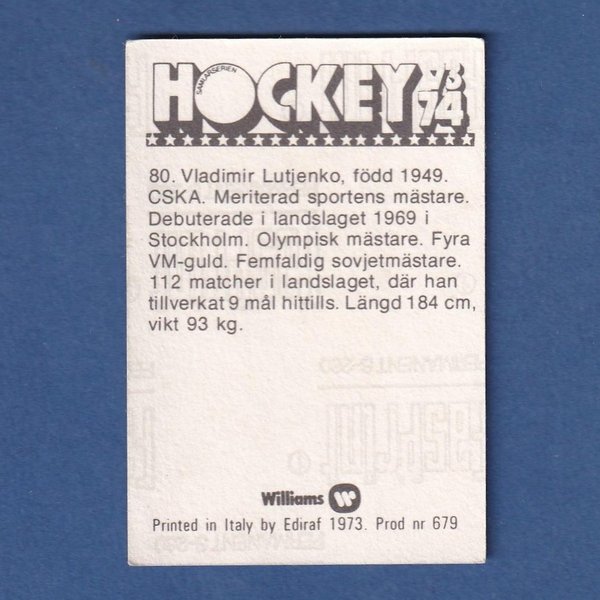 SAMLARSERIEN
HOCKEY 73
74
80. Vladimir Lutjenko, född 1949.
CSKA. Meriterad sportens mästare.
Debuterade i landslaget 1969 i
Stockholm. Olympisk mästare. Fyra
VM-guld. Femfaldig sovjetmästare.
112 matcher i landslaget, där han
tillverkat 9 mål hittills. Längd 184 cm,
vikt 93 kg.
Williams
Printed in Italy by Ediraf 1973. Prod nr 679